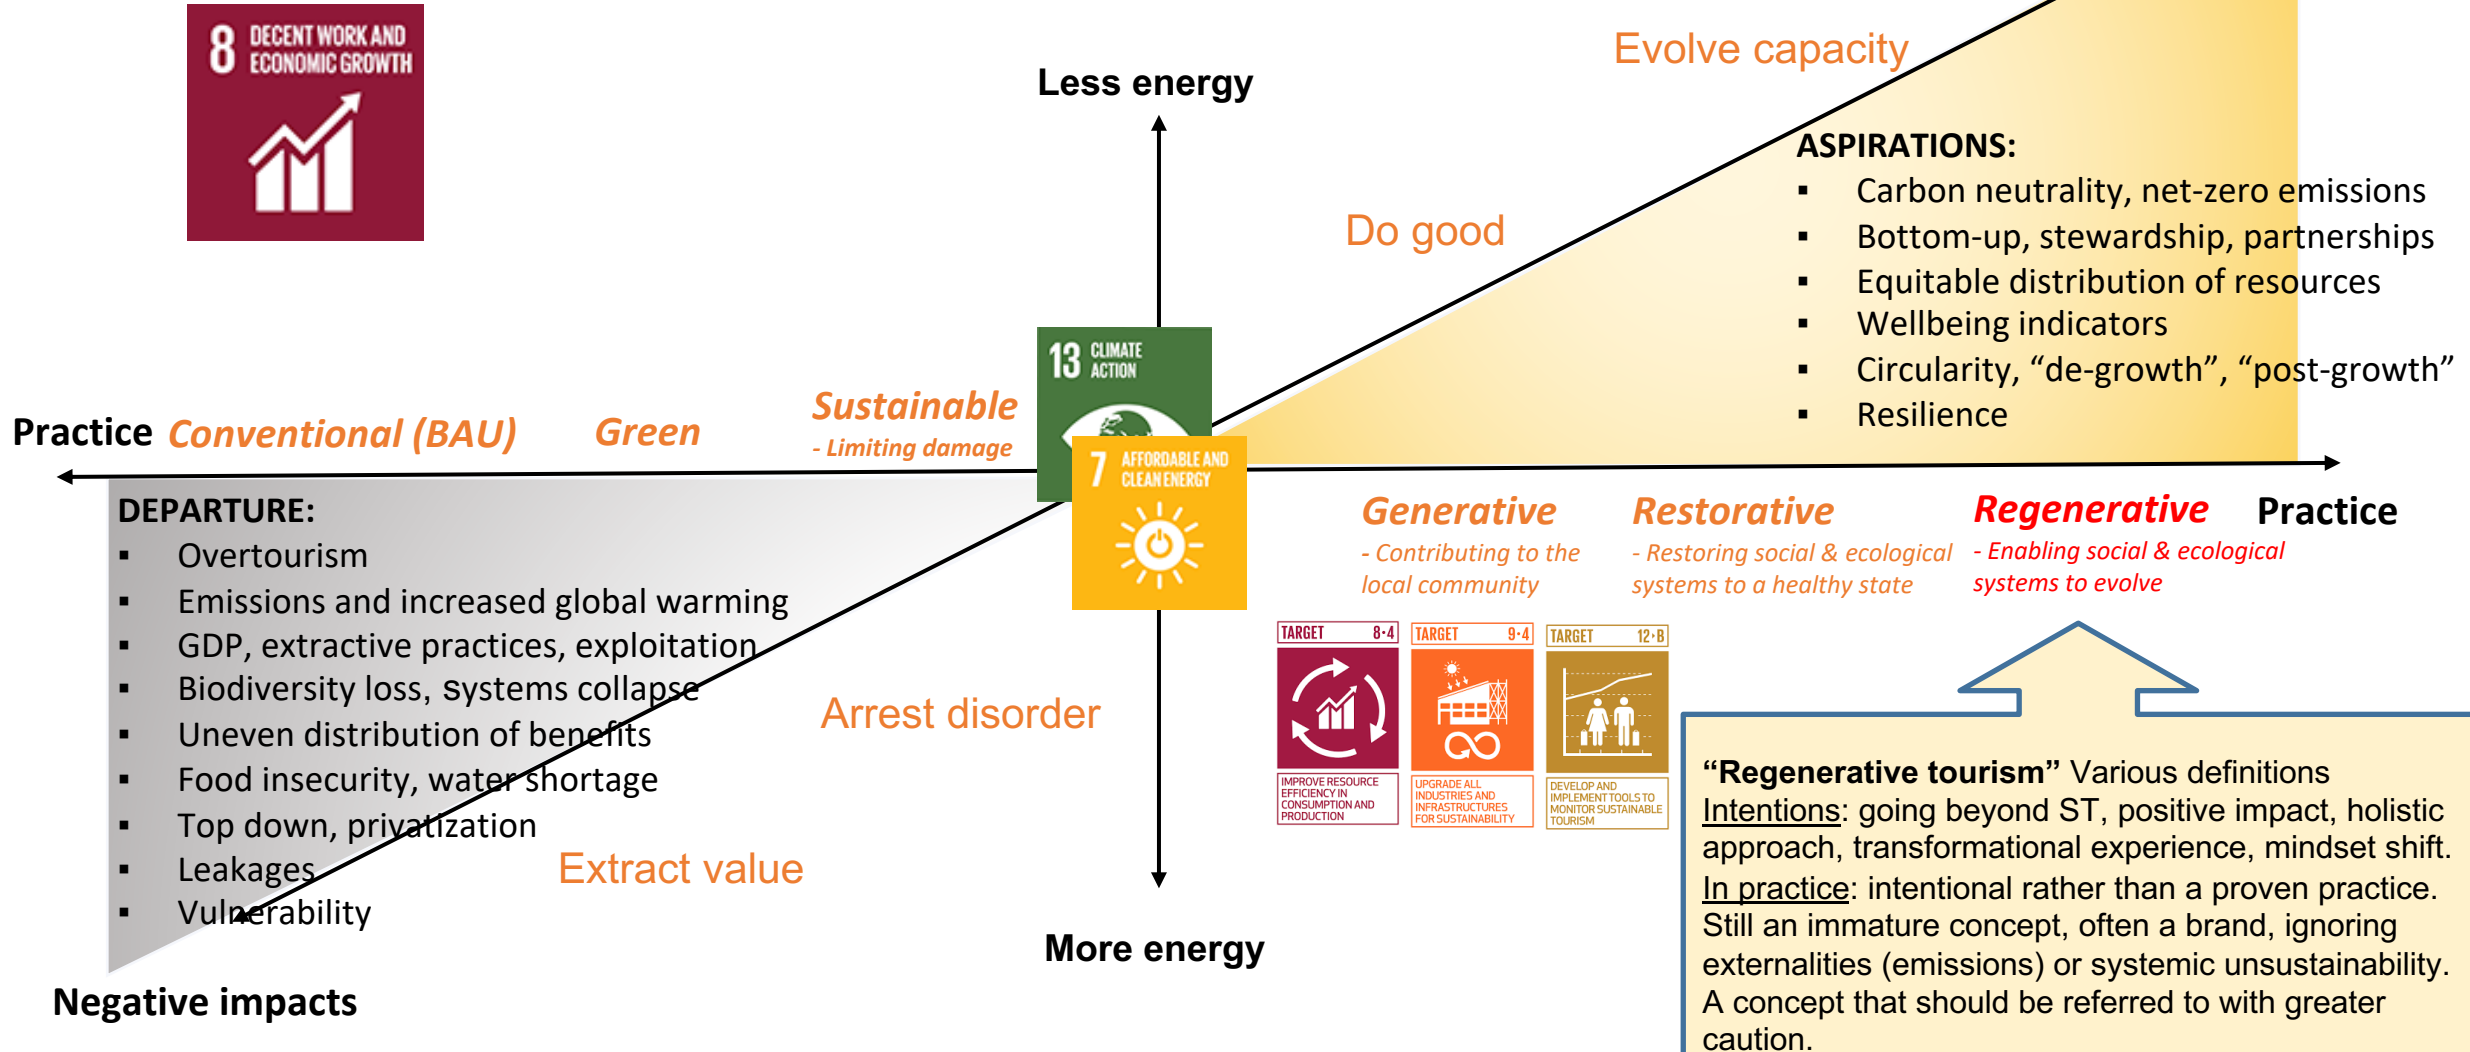 8 DECENT WORK AND
ECONOMIC GROWTH
Evolve capacity
Less energy
ASPIRATIONS:
▪ Carbon neutrality, net-zero emissions
▪ Bottom-up, stewardship, partnerships
▪ Equitable distribution of resources
▪ Wellbeing indicators
▪ Circularity, “de-growth”, “post-growth”
▪ Resilience
Do good
13 CLIMATE
ACTION
Practice
Conventional (BAU)
Green
Sustainable
- Limiting damage
7 AFFORDABLE AND
CLEAN ENERGY
DEPARTURE:
▪ Overtourism
▪ Emissions and increased global warming
▪ GDP, extractive practices, exploitation
▪ Biodiversity loss, systems collapse
▪ Uneven distribution of benefits
▪ Food insecurity, water shortage
▪ Top down, privatization
▪ Leakages
▪ Vulnerability
Generative
- Contributing to the
local community
Restorative
- Restoring social & ecological
systems to a healthy state
Regenerative
- Enabling social & ecological
systems to evolve
Practice
Arrest disorder
Extract value
TARGET 8·4
IMPROVE RESOURCE
EFFICIENCY IN
CONSUMPTION AND
PRODUCTION
TARGET 9·4
UPGRADE ALL
INDUSTRIES AND
INFRASTRUCTURES
FOR SUSTAINABILITY
TARGET 12·B
DEVELOP AND
IMPLEMENT TOOLS TO
MONITOR SUSTAINABLE
TOURISM
More energy
Negative impacts
“Regenerative tourism” Various definitions
Intentions: going beyond ST, positive impact, holistic
approach, transformational experience, mindset shift.
In practice: intentional rather than a proven practice.
Still an immature concept, often a brand, ignoring
externalities (emissions) or systemic unsustainability.
A concept that should be referred to with greater
caution.